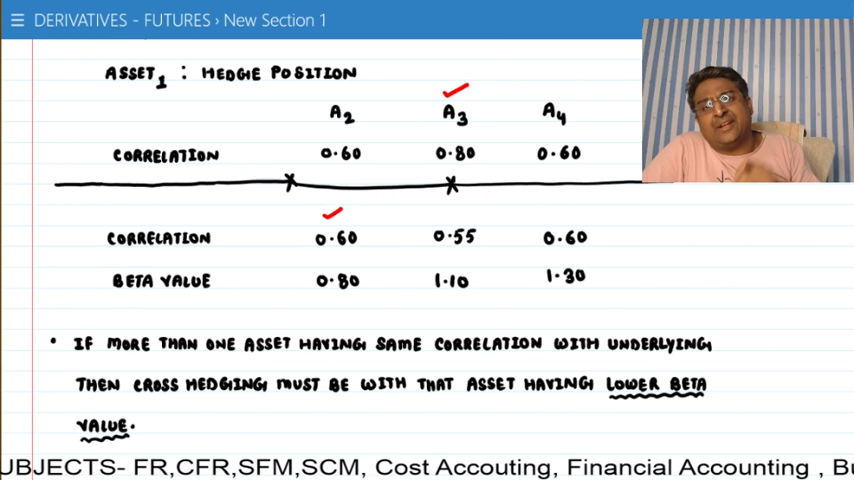 ☰ DERIVATIVES - FUTURES › New Section 1
ASSET1 : HEDGE POSITION
A2 A3 A4
CORRELATION 0.60 0.80 0.60
CORRELATION 0.60 0.55 0.60
BETA VALUE 0.80 1.10 1.30
• IF MORE THAN ONE ASSET HAVING SAME CORRELATION WITH UNDERLYING,
THEN CROSS HEDGING MUST BE WITH THAT ASSET HAVING LOWER BETA
VALUE.
UBJECTS- FR,CFR,SFM,SCM, Cost Accouting, Financial Accounting , Bu